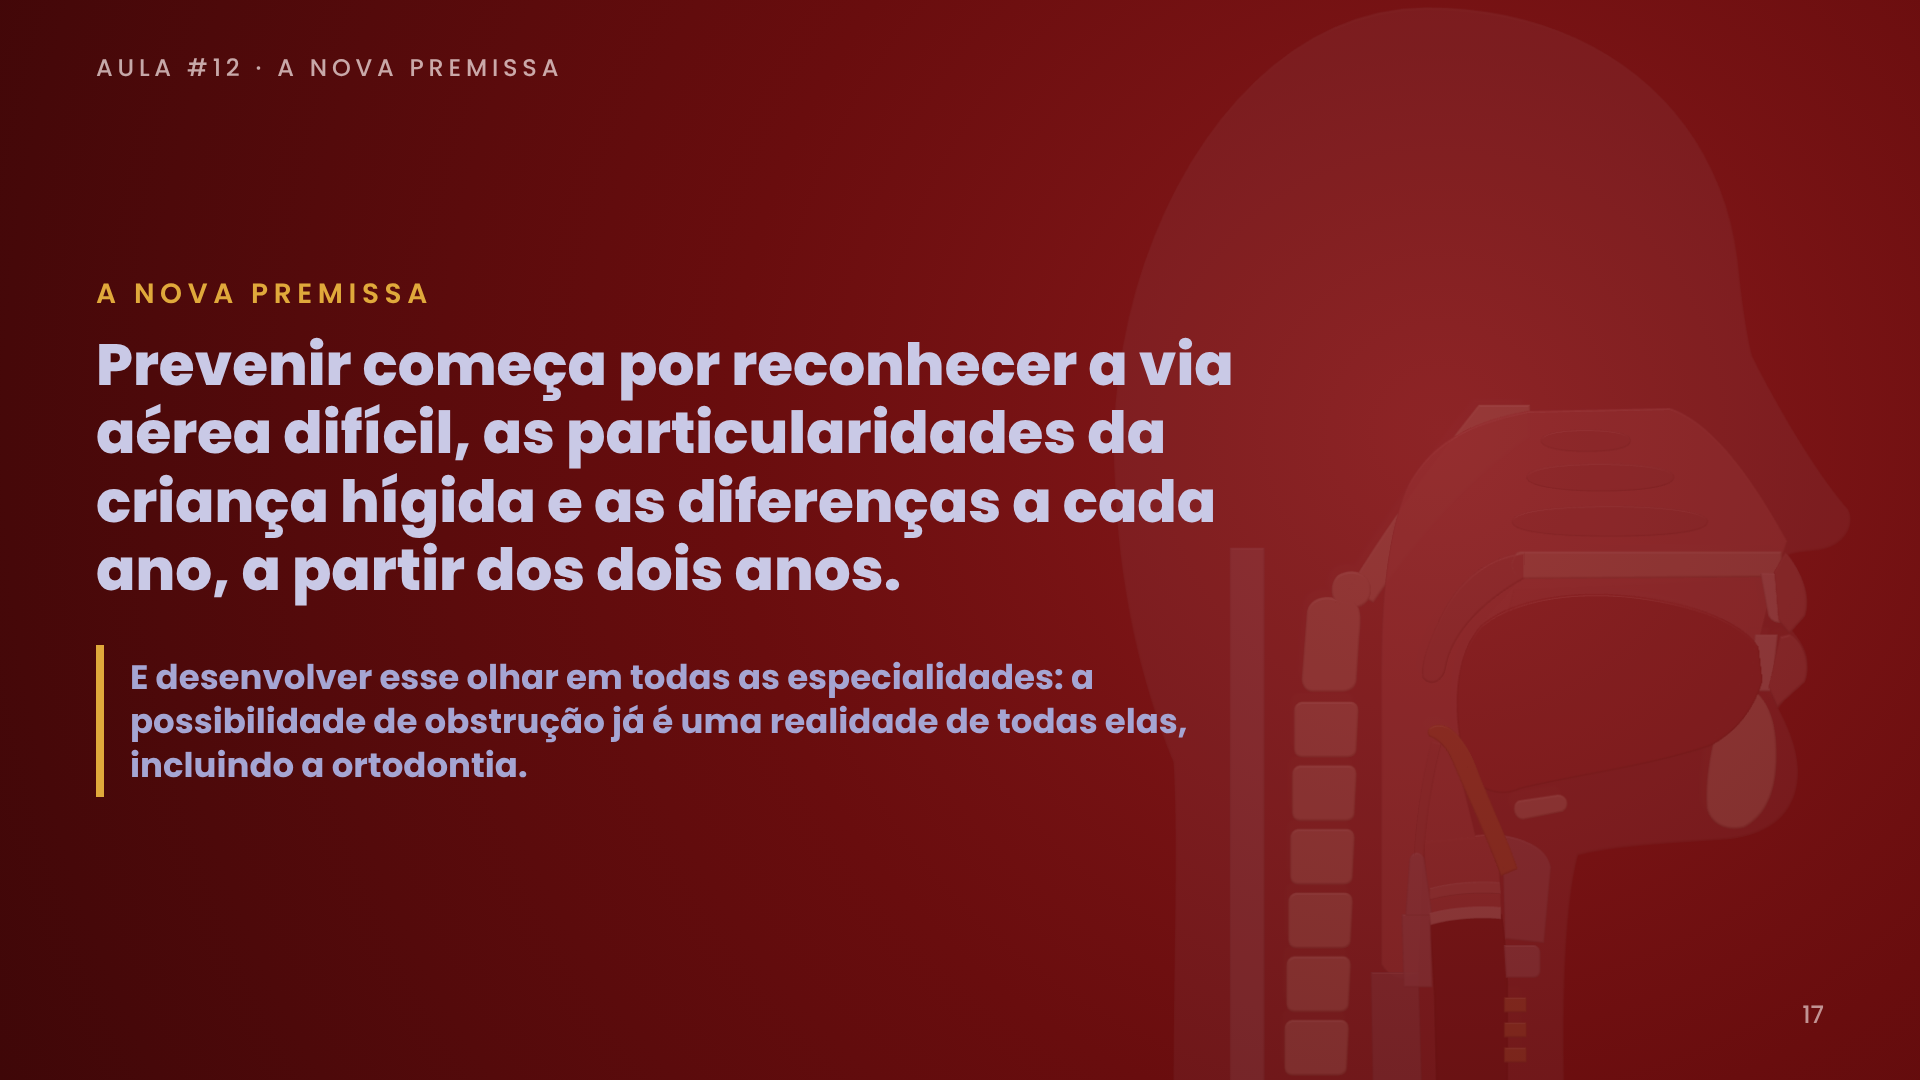 AULA #12 · A NOVA PREMISSA
A NOVA PREMISSA
Prevenir começa por reconhecer a via
aérea difícil, as particularidades da
criança hígida e as diferenças a cada
ano, a partir dos dois anos.
E desenvolver esse olhar em todas as especialidades: a
possibilidade de obstrução já é uma realidade de todas elas,
incluindo a ortodontia.
17